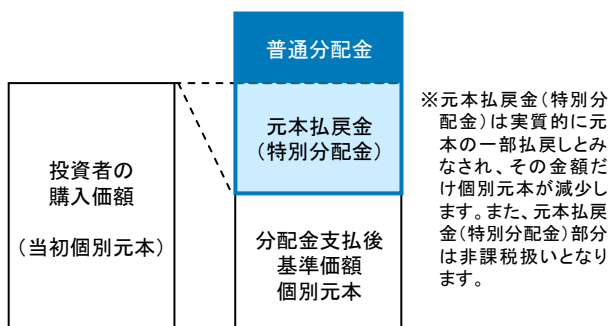 普通分配金
元本払戻金
(特別分配金)
投資者の
購入価額
(当初個別元本)
分配金支払後
基準価額
個別元本
※元本払戻金(特別分
配金)は実質的に元
本の一部払戻しとみ
なされ、その金額だ
け個別元本が減少し
ます。また、元本払戻
金(特別分配金)部分
は非課税扱いとなり
ます。